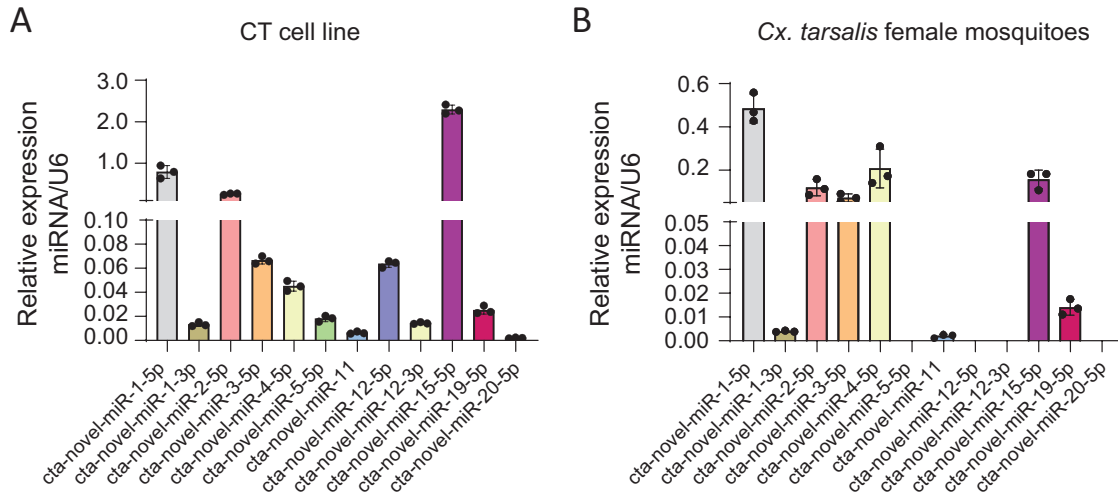 A
CT cell line
Relative expression
miRNA/U6
3.0
2.0
1.0
0.10
0.08
0.06
0.04
0.02
0.00
cta-novel-miR-1-5p
cta-novel-miR-1-3p
cta-novel-miR-2-5p
cta-novel-miR-3-5p
cta-novel-miR-4-5p
cta-novel-miR-5-5p
cta-novel-miR-11
cta-novel-miR-12-5p
cta-novel-miR-12-3p
cta-novel-miR-15-5p
cta-novel-miR-19-5p
cta-novel-miR-20-5p
B
Cx. tarsalis female mosquitoes
Relative expression
miRNA/U6
0.6
0.4
0.2
0.05
0.04
0.03
0.02
0.01
0.00
cta-novel-miR-1-5p
cta-novel-miR-1-3p
cta-novel-miR-2-5p
cta-novel-miR-3-5p
cta-novel-miR-4-5p
cta-novel-miR-5-5p
cta-novel-miR-11
cta-novel-miR-12-5p
cta-novel-miR-12-3p
cta-novel-miR-15-5p
cta-novel-miR-19-5p
cta-novel-miR-20-5p